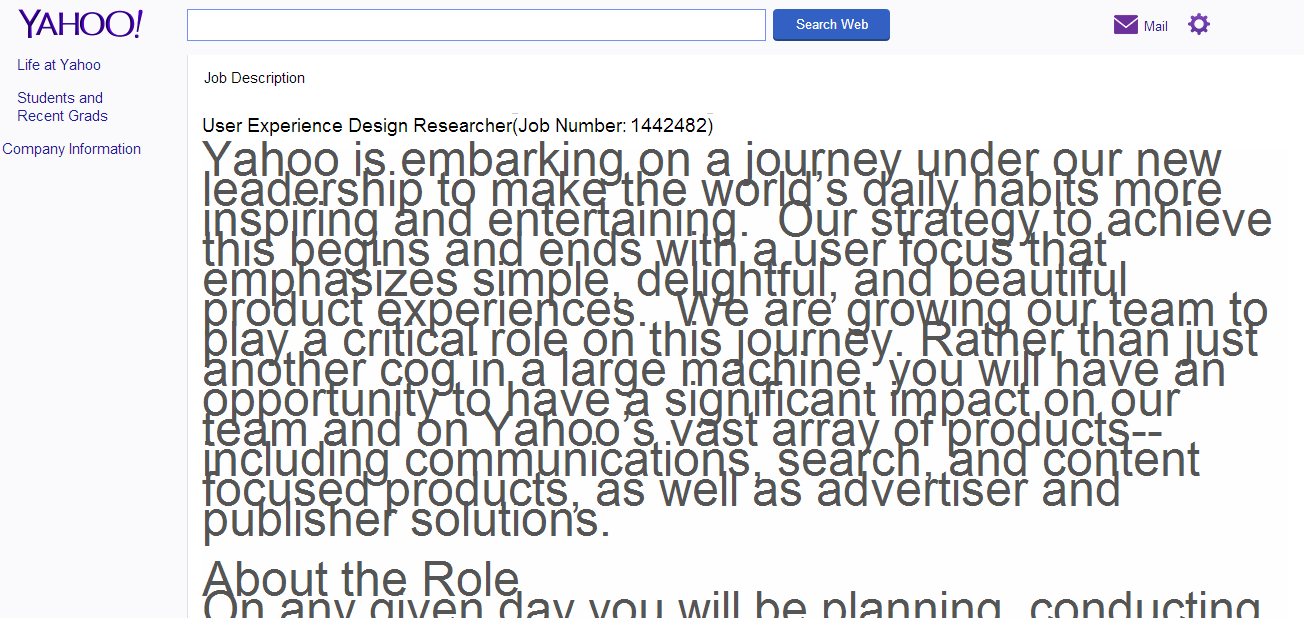 YAHOO!
Search Web
Mail
Life at Yahoo
Students and
Recent Grads
Company Information
Job Description
User Experience Design Researcher(Job Number: 1442482)
Yahoo is embarking on a journey under our new
leadership to make the world's daily habits more
inspiring and entertaining.  Our strategy to achieve
this begins and ends with a user focus that
emphasizes simple, delightful, and beautiful
product experiences.  We are growing our team to
play a critical role on this journey. Rather than just
another cog in a large machine, you will have an
opportunity to have a significant impact on our
team and on Yahoo's vast array of products--
including communications, search, and content
focused products, as well as advertiser and
publisher solutions.
About the Role
On any given day you will be planning, conducting